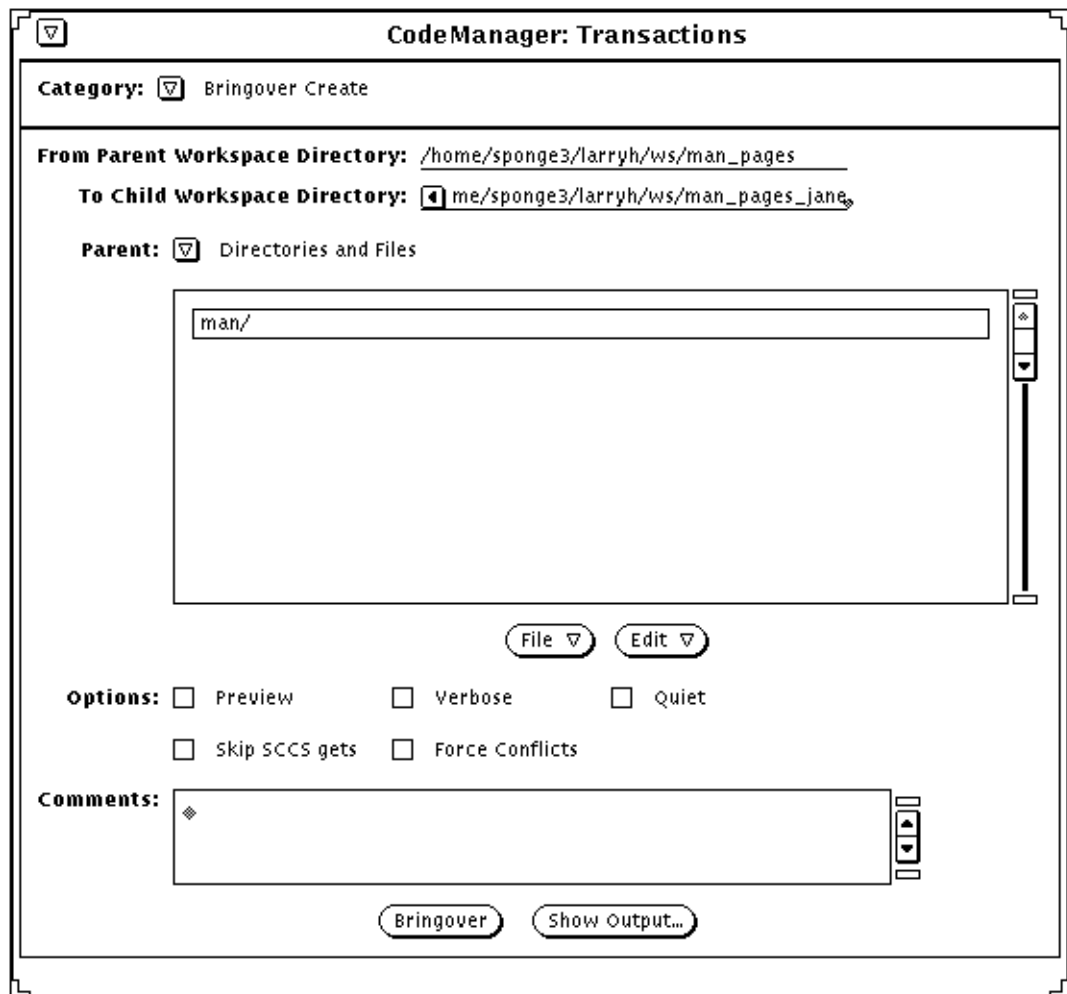 CodeManager: Transactions
Category: Bringover Create
From Parent Workspace Directory: /home/sponge3/larryh/ws/man_pages
To Child Workspace Directory: me/sponge3/larryh/ws/man_pages_jane
Parent: Directories and Files
man/
File Edit
Options: Preview Verbose Quiet
Skip SCCS gets Force Conflicts
Comments:
Bringover Show Output...